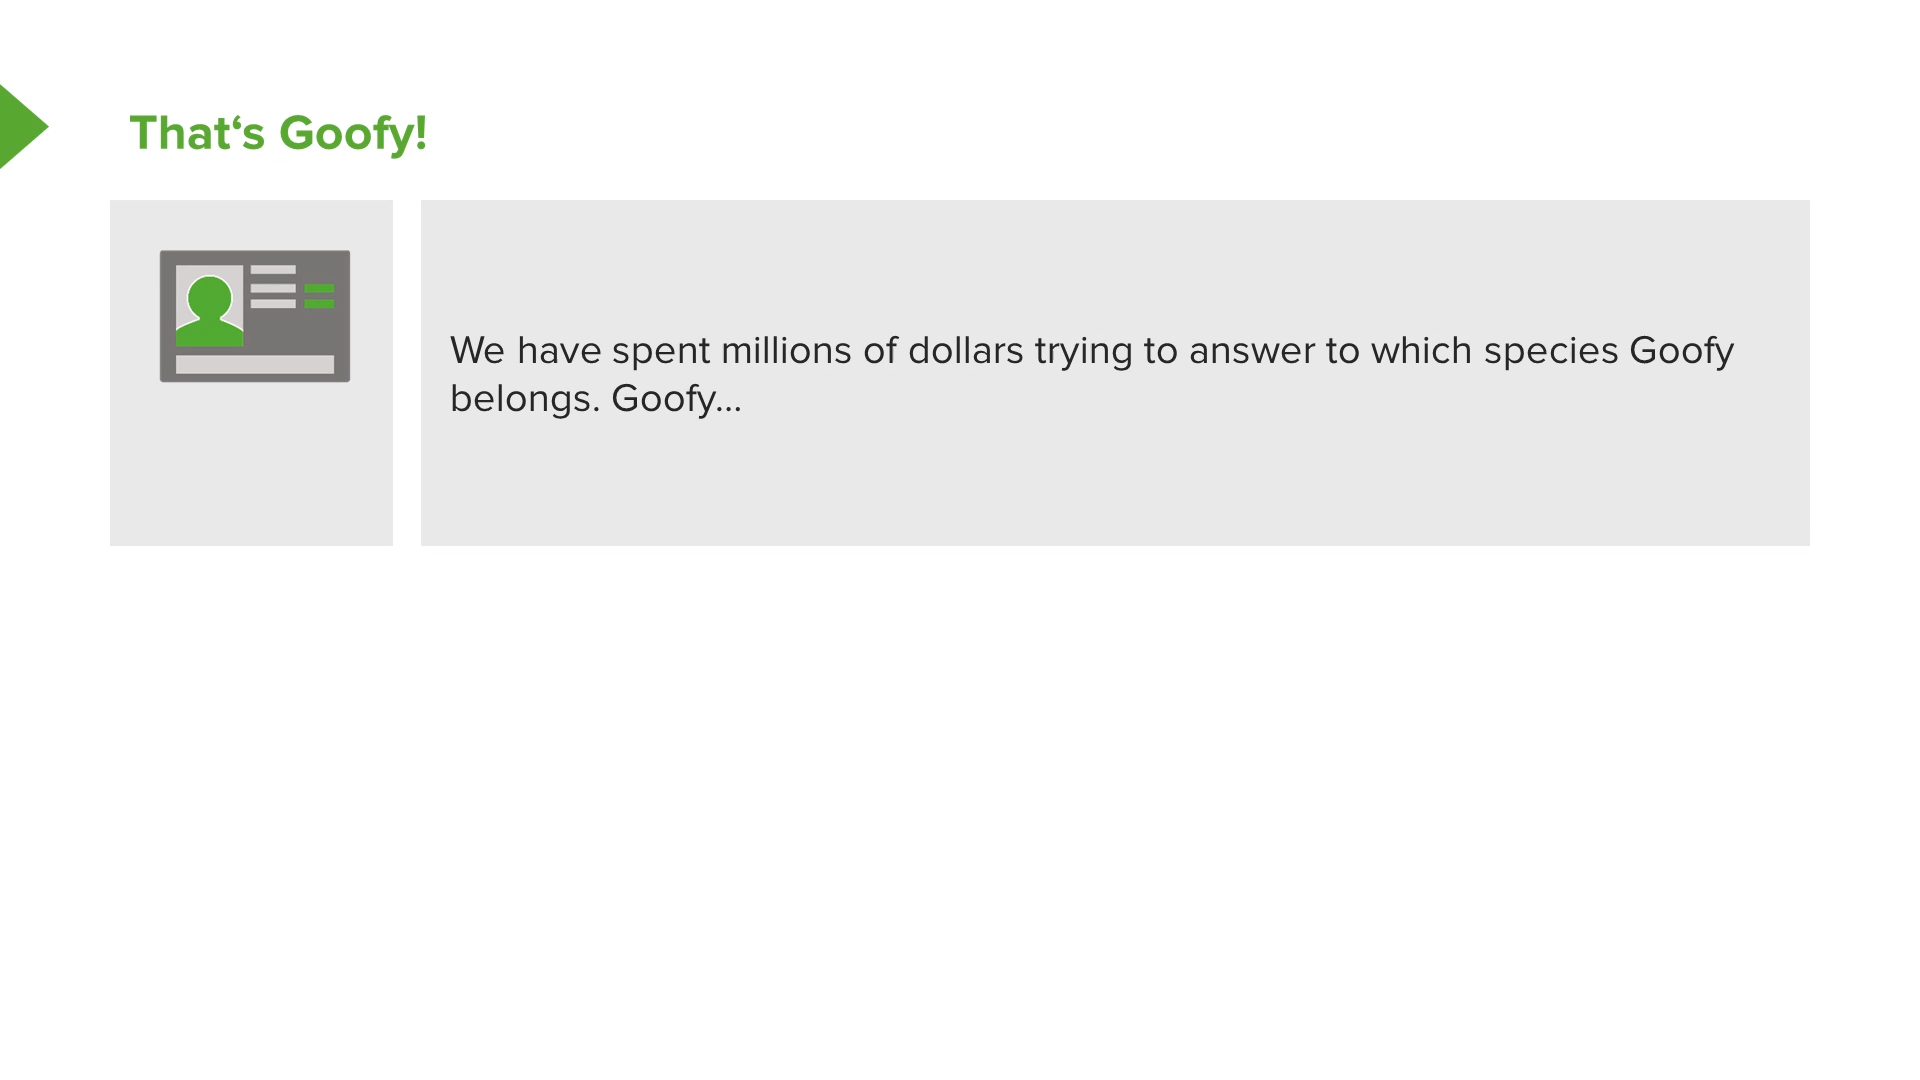 That‘s Goofy!
We have spent millions of dollars trying to answer to which species Goofy
belongs. Goofy...